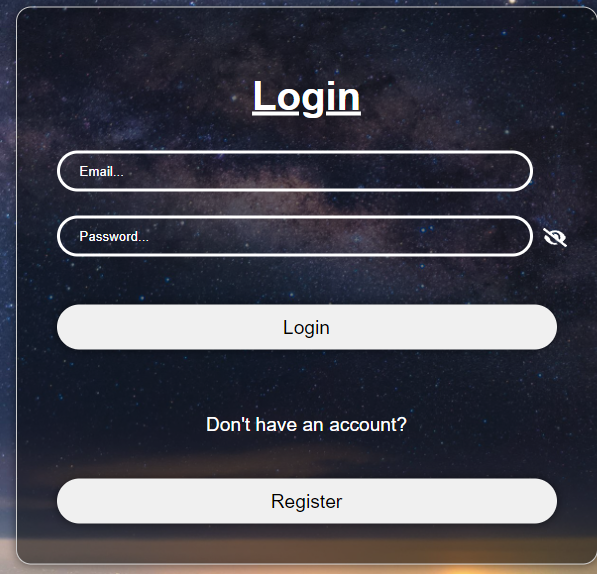 Login
Email...
Password...
Login
Don't have an account?
Register